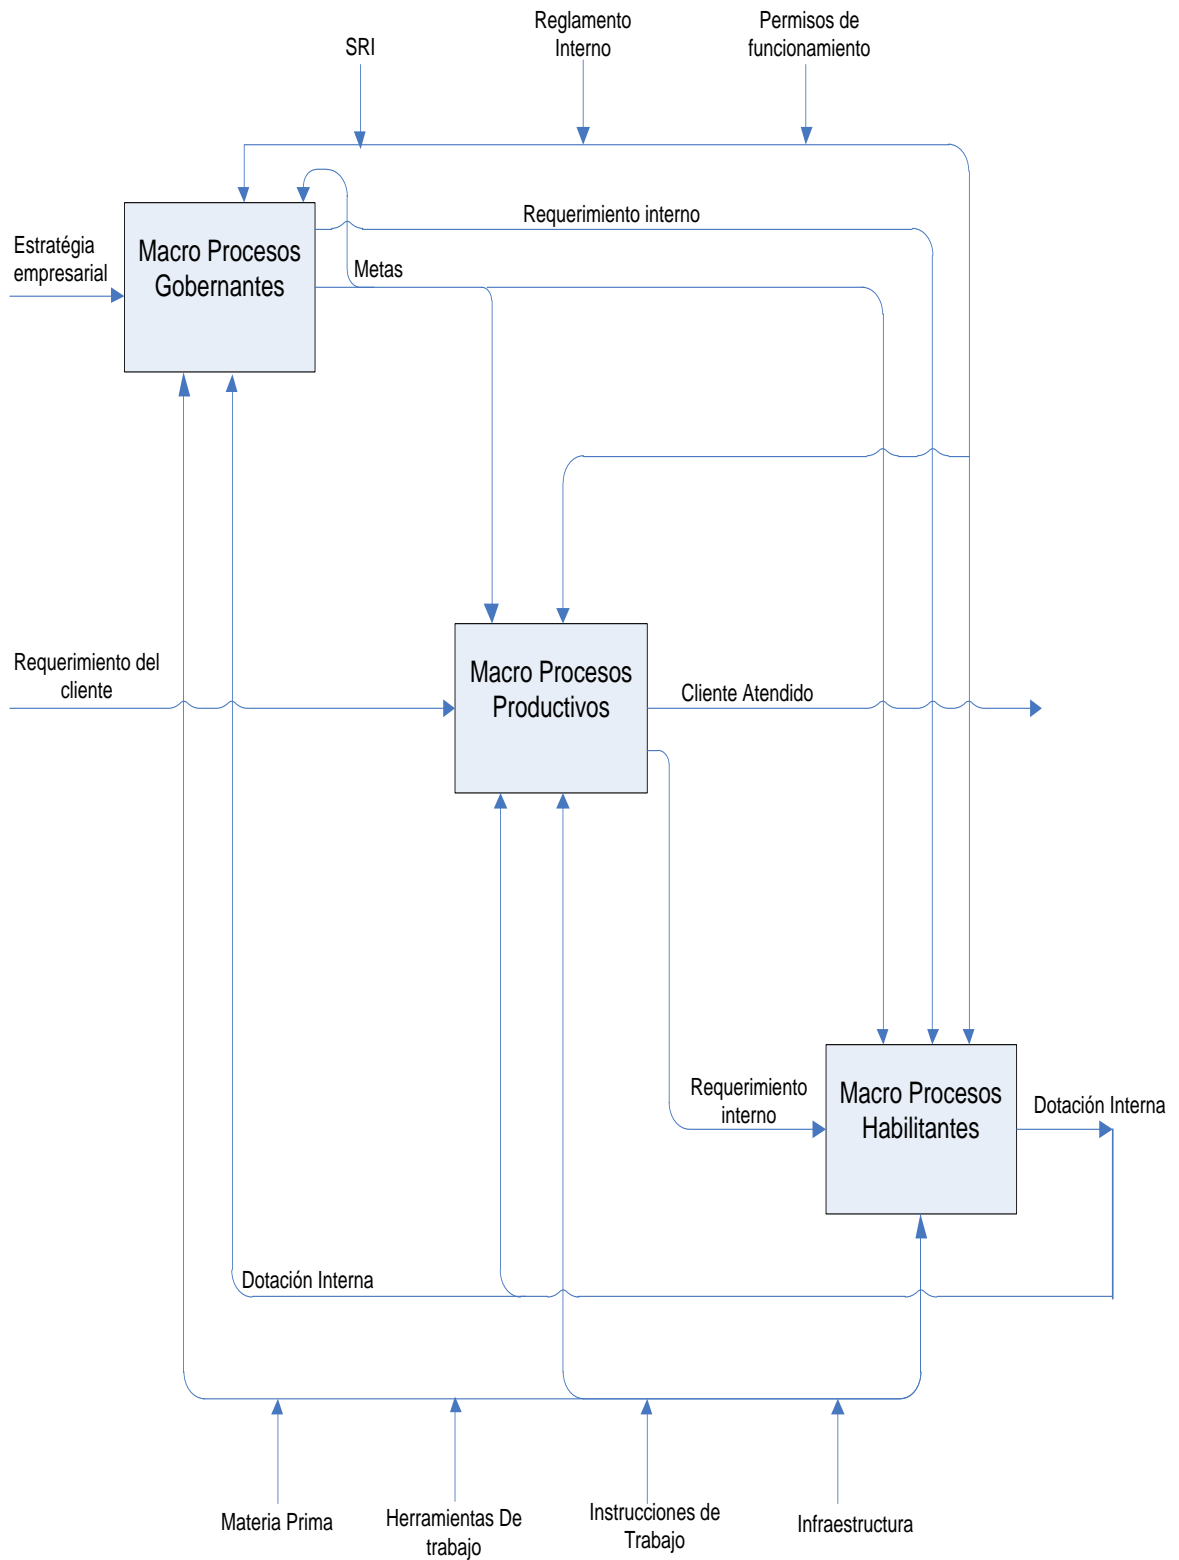 SRI
Reglamento
Interno
Permisos de
funcionamiento
Requerimiento interno
Estratégia
empresarial
Macro Procesos
Gobernantes
Metas
Requerimiento del
cliente
Macro Procesos
Productivos
Cliente Atendido
Requerimiento
interno
Macro Procesos
Habilitantes
Dotación Interna
Dotación Interna
Materia Prima
Herramientas De
trabajo
Instrucciones de
Trabajo
Infraestructura